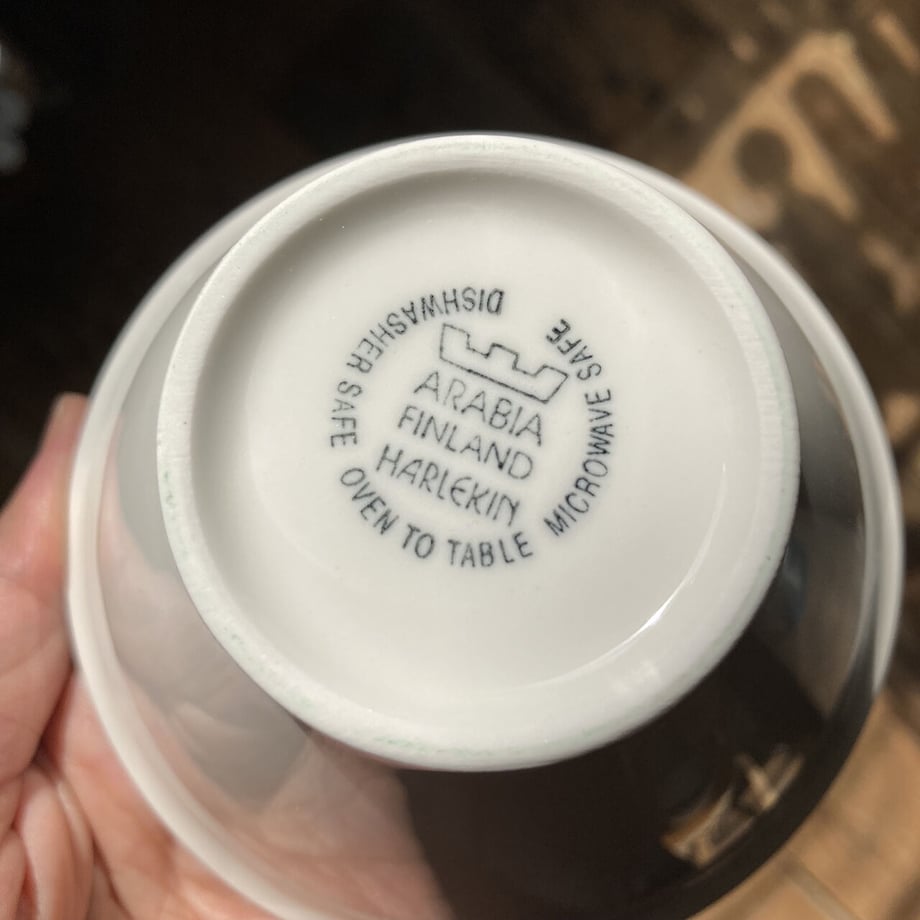 ARABIA
FINLAND
HARLEKIN
DISHWASHER SAFE OVEN TO TABLE MICROWAVE SAFE